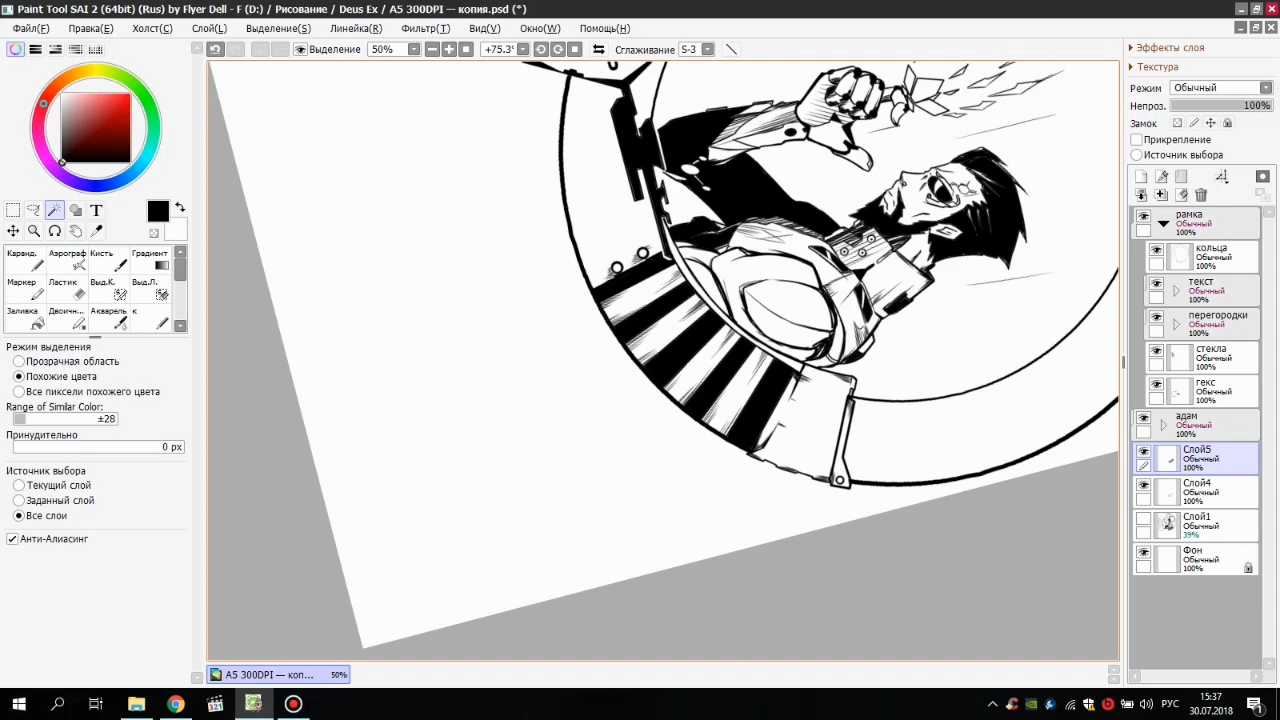 Paint Tool SAI 2 (64bit) (Rus) by Flyer Dell - F (D:) / Рисование / Deus Ex / A5 300DPI — копия.psd (*)
Файл(F) Правка(E) Холст(C) Слой(L) Выделение(S) Линейка(R) Фильтр(T) Вид(V) Окно(W) Помощь(H)
Выделение 50% +75.3° Сглаживание S-3
T
Каранд. Аэрограф Кисть Градиент
Маркер Ластик Выд.К. Выд.Л.
Заливка Двоичн... Акварель к
Режим выделения
Прозрачная область
Похожие цвета
Все пиксели похожего цвета
Range of Similar Color:
±28
Принудительно
0 px
Источник выбора
Текущий слой
Заданный слой
Все слои
Анти-Алиасинг
Эффекты слоя
Текстура
Режим Обычный
Непроз. 100%
Замок
Прикрепление
Источник выбора
рамка
Обычный
100%
кольца
Обычный
100%
текст
Обычный
100%
перегородки
Обычный
100%
стекла
Обычный
100%
гекс
Обычный
100%
адам
Обычный
100%
Слой5
Обычный
100%
Слой4
Обычный
100%
Слой1
Обычный
39%
Фон
Обычный
100%
A5 300DPI — коп... 50%
РУС
15:37
30.07.2018
1